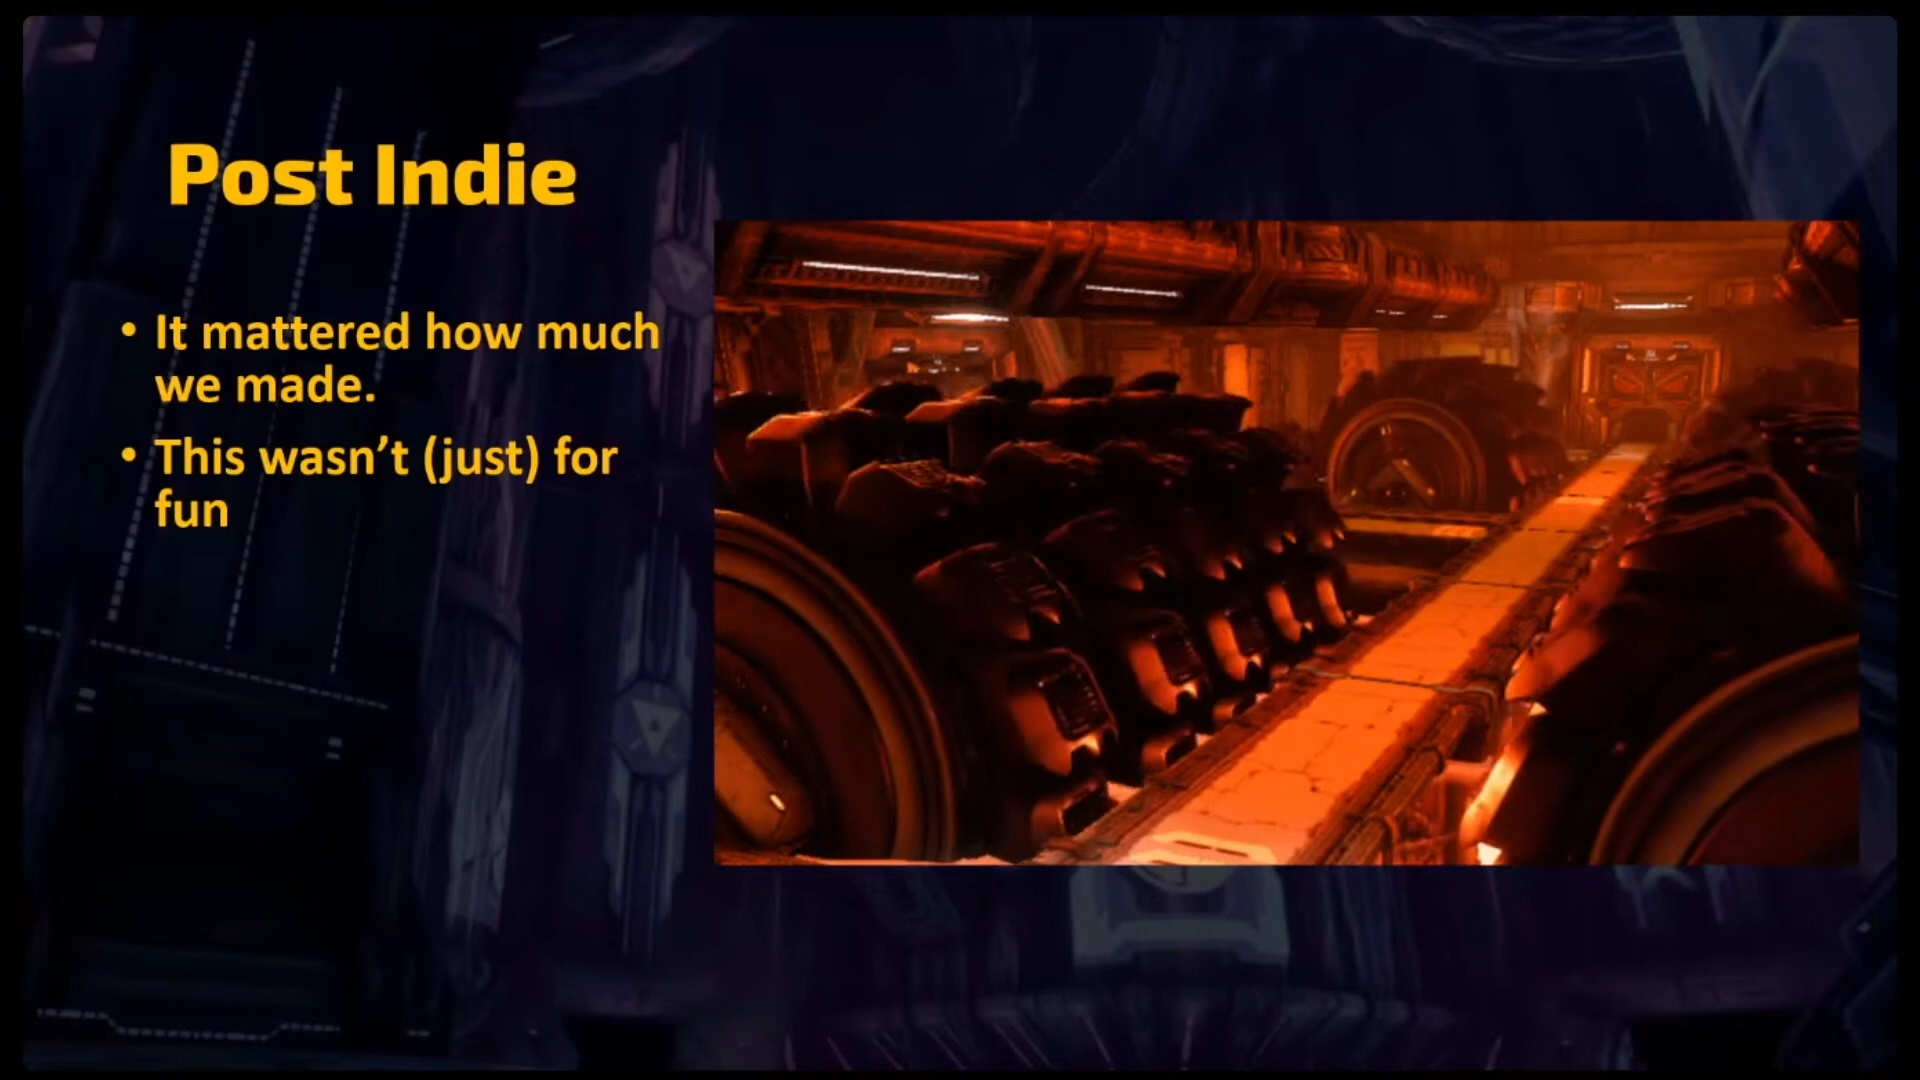 Post Indie
• It mattered how much
we made.
• This wasn’t (just) for
fun